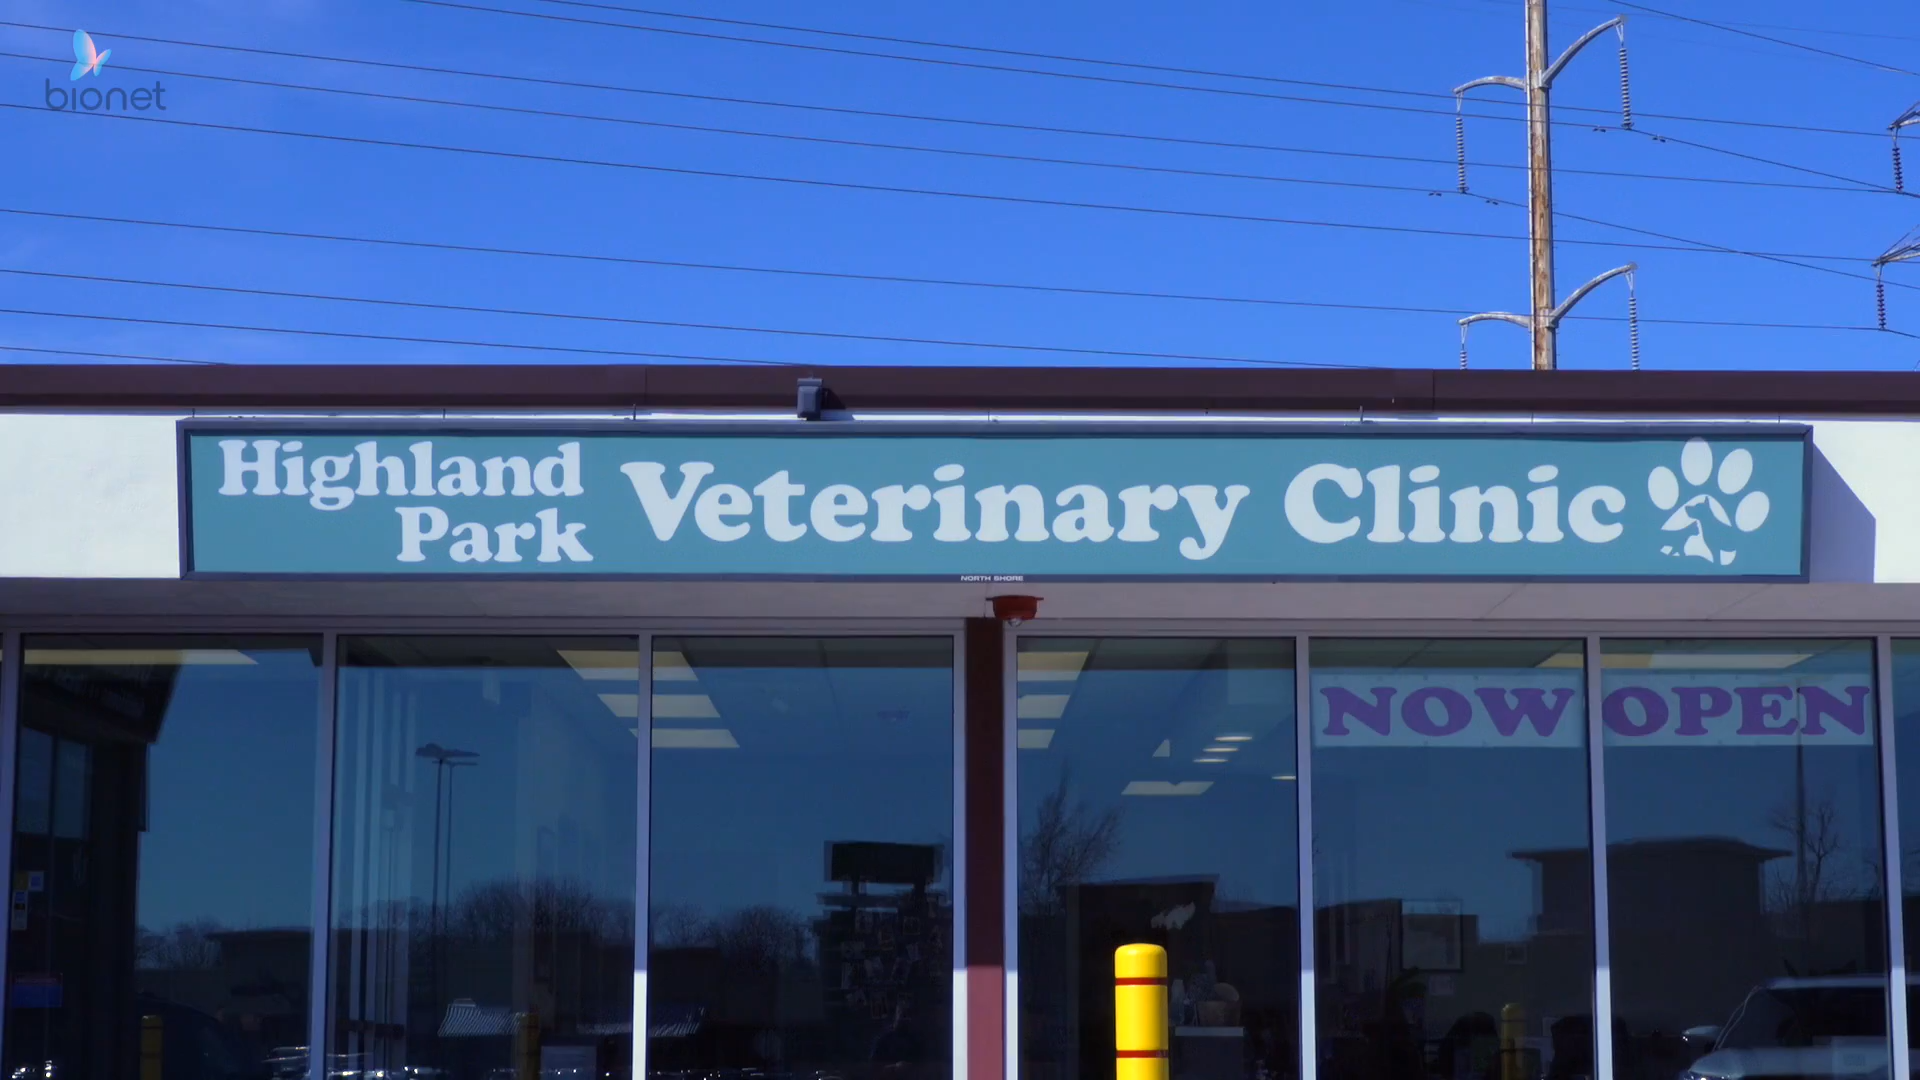 bionet
Highland
Park
Veterinary Clinic
NORTH SHORE
NOW OPEN